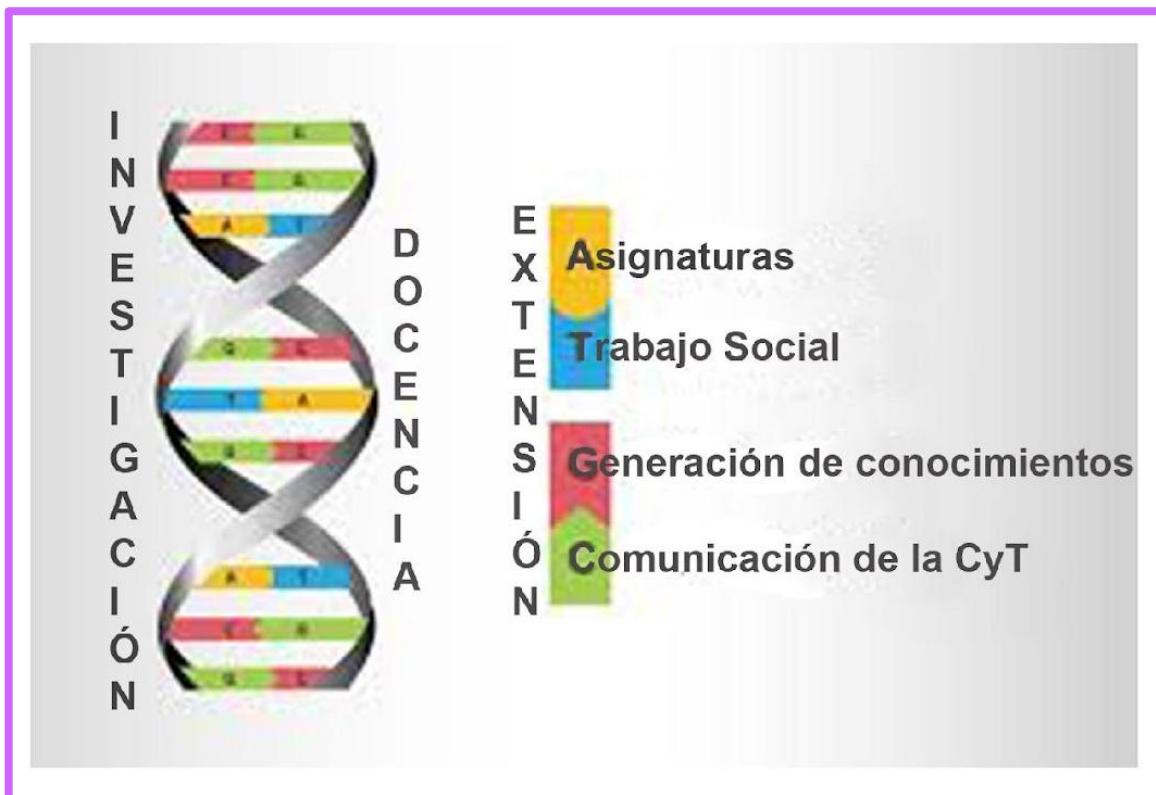 INVESTIGACIÓN
DOCENCIA
EXTENSIÓN
Asignaturas
Trabajo Social
Generación de conocimientos
Comunicación de la CyT
A
T
T
A
A
T